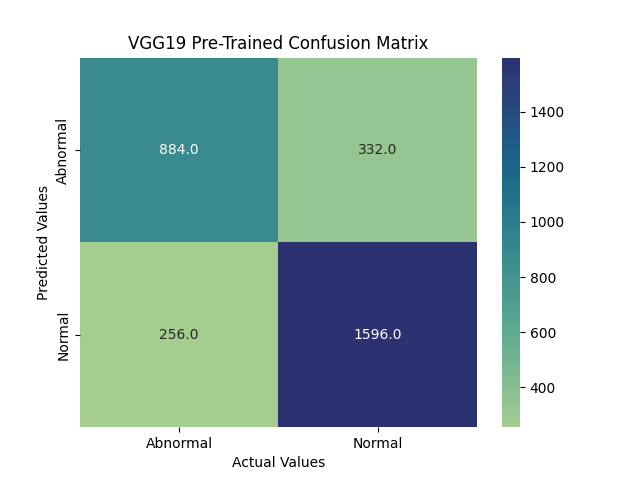 VGG19 Pre-Trained Confusion Matrix
Predicted Values
Abnormal
884.0
332.0
Normal
256.0
1596.0
Abnormal
Normal
Actual Values
1400
1200
1000
800
600
400